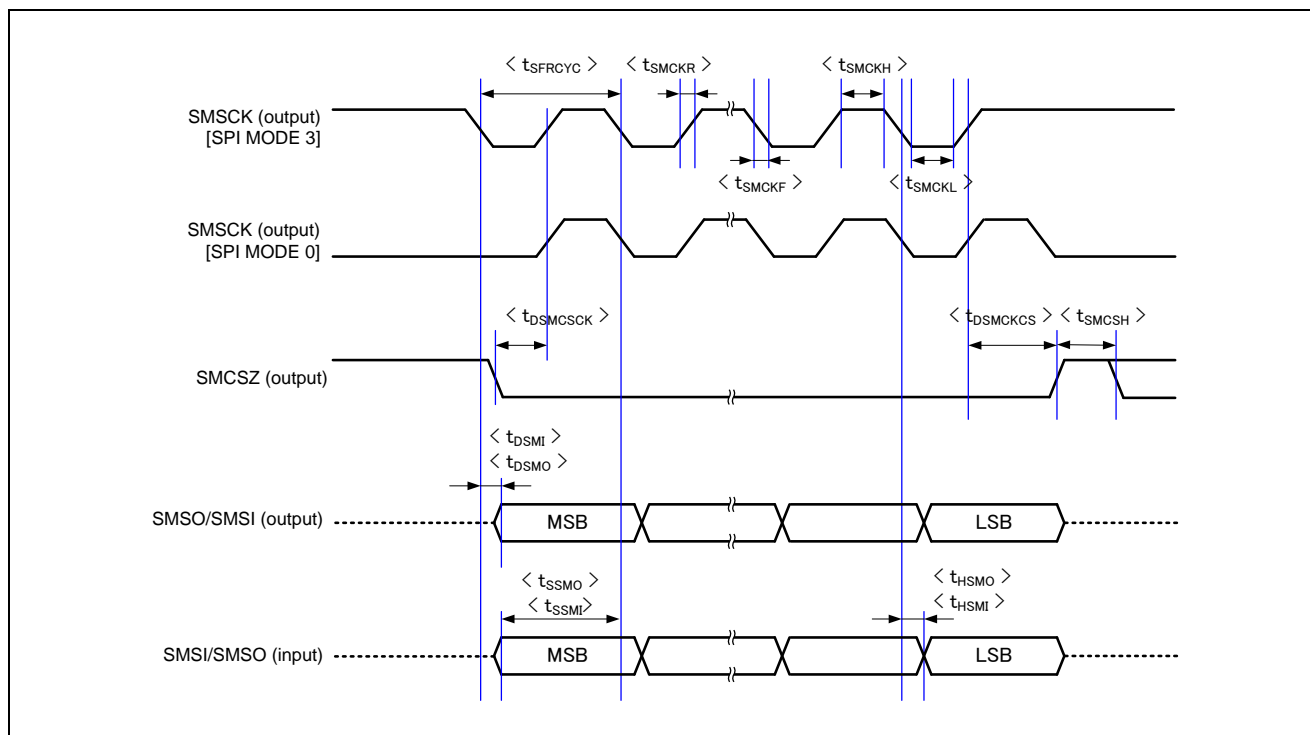 < tSFRCYC > < tSMCKR > < tSMCKH >
SMSCK (output)
[SPI MODE 3]
< tSMCKF > < tSMCKL >
SMSCK (output)
[SPI MODE 0]
< tDSMCSCK > < tDSMCKCS > < tSMCSH >
SMCSZ (output)
< tDSMI >
< tDSMO >
SMSO/SMSI (output) MSB LSB
< tSSMO > < tHSMO >
< tSSMI> < tHSMI >
SMSI/SMSO (input) MSB LSB